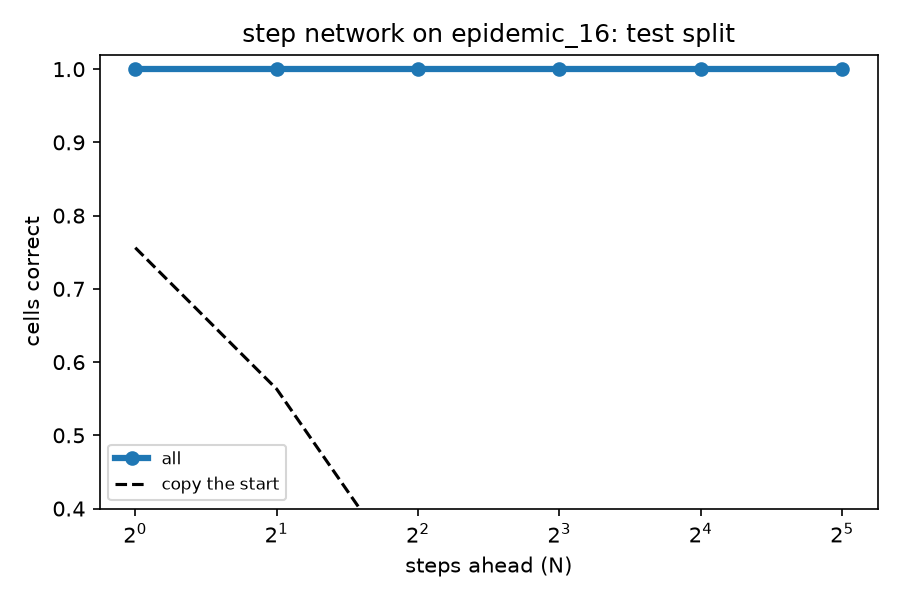 step network on epidemic_16: test split
cells correct
1.0
0.9
0.8
0.7
0.6
0.5
0.4
all
copy the start
2^0 2^1 2^2 2^3 2^4 2^5
steps ahead (N)